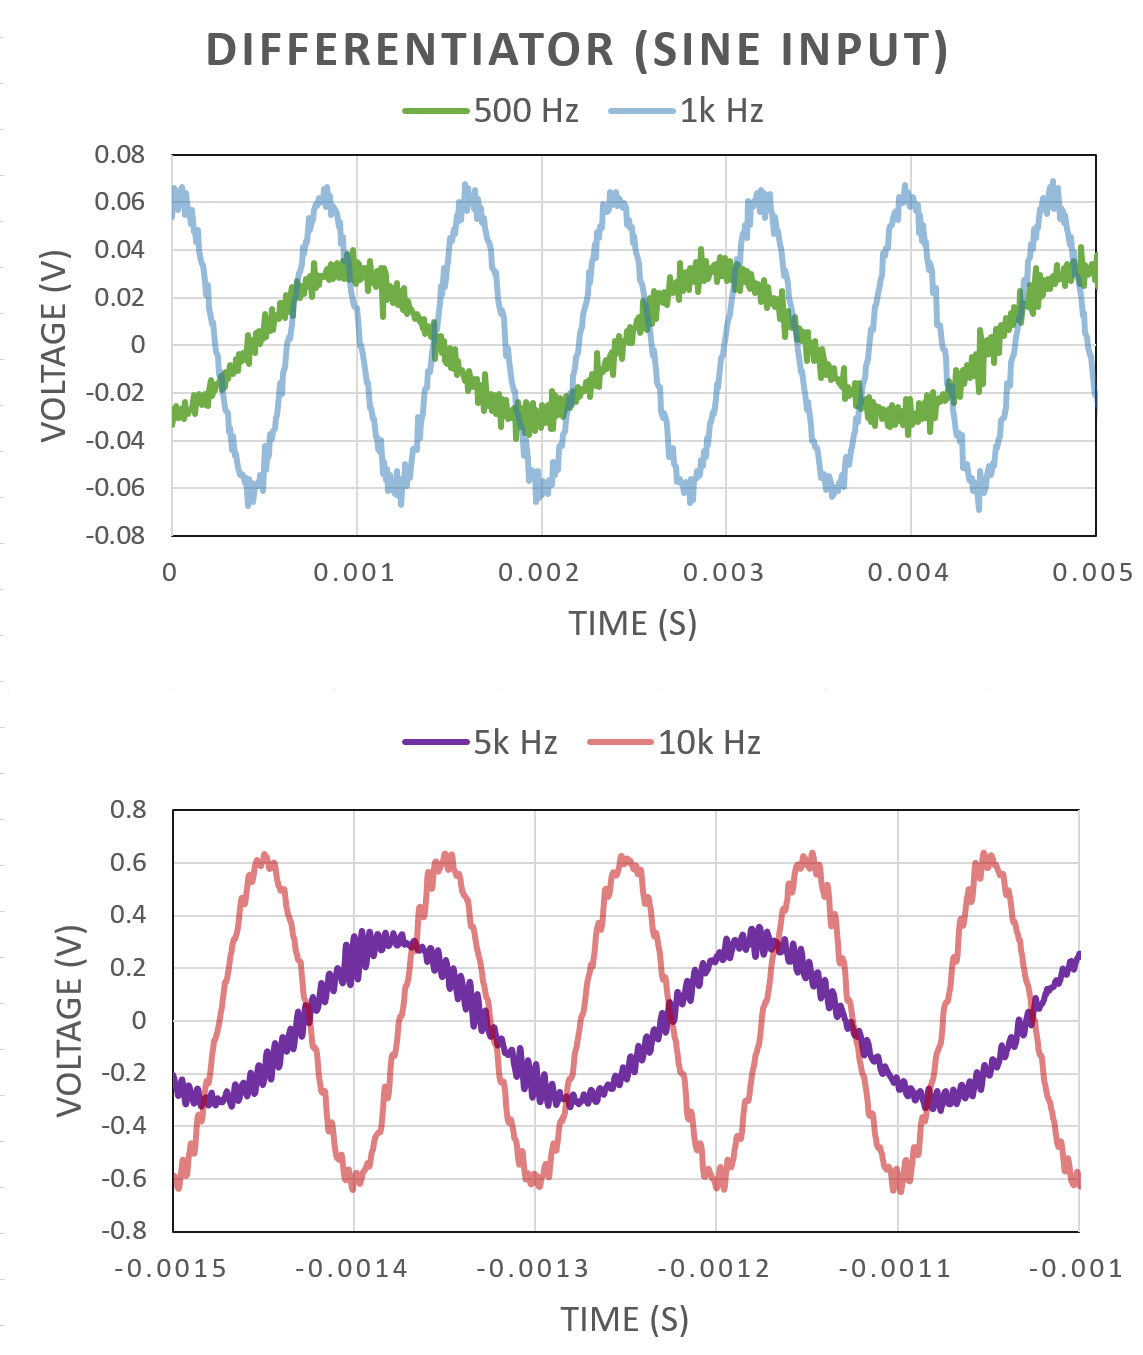 DIFFERENTIATOR (SINE INPUT)
500 Hz 1k Hz
0.08
0.06
0.04
0.02
0
-0.02
-0.04
-0.06
-0.08
VOLTAGE (V)
0 0.001 0.002 0.003 0.004 0.005
TIME (S)
5k Hz 10k Hz
0.8
0.6
0.4
0.2
0
-0.2
-0.4
-0.6
-0.8
VOLTAGE (V)
-0.0015 -0.0014 -0.0013 -0.0012 -0.0011 -0.001
TIME (S)